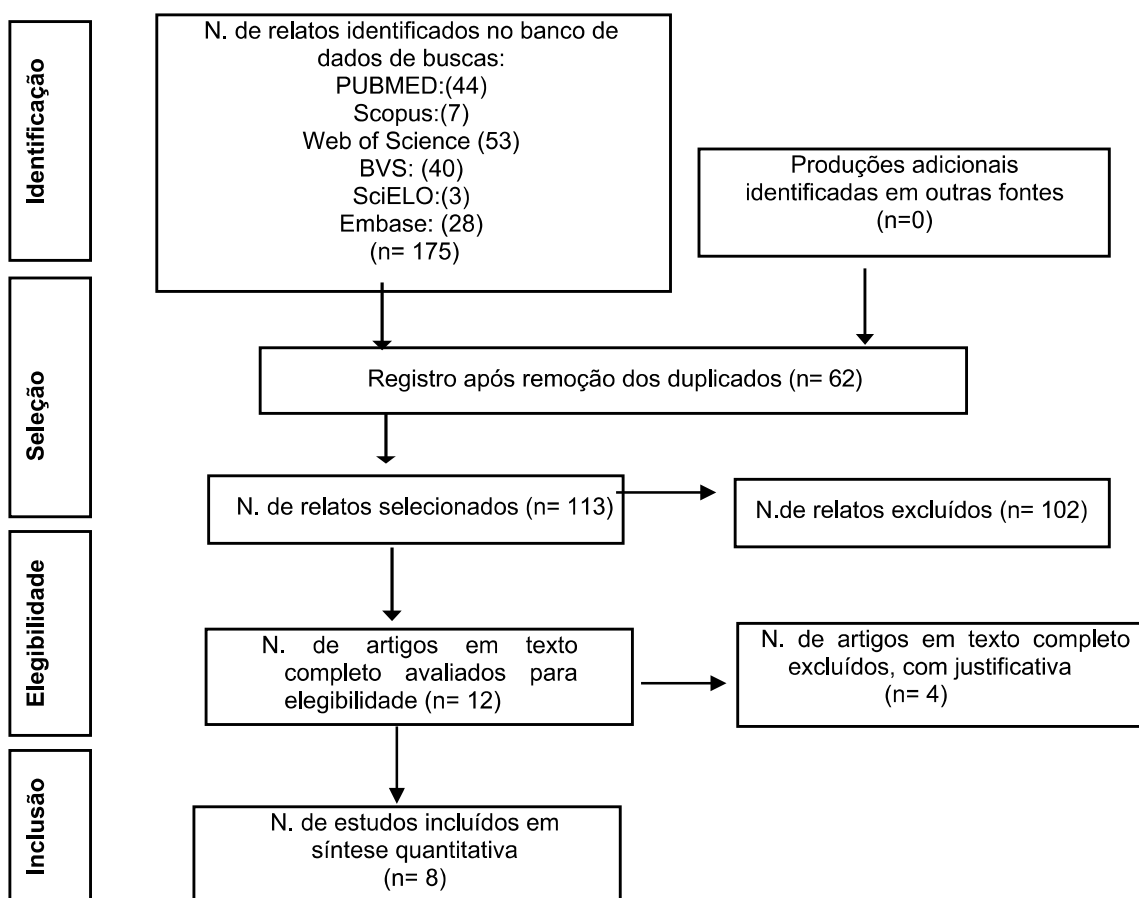 Identificação
N. de relatos identificados no banco de
dados de buscas:
PUBMED:(44)
Scopus:(7)
Web of Science (53)
BVS: (40)
SciELO:(3)
Embase: (28)
(n= 175)
Produções adicionais
identificadas em outras fontes
(n=0)
Seleção
Registro após remoção dos duplicados (n= 62)
N. de relatos selecionados (n= 113)
N.de relatos excluídos (n= 102)
Elegibilidade
N. de artigos em texto
completo avaliados para
elegibilidade (n= 12)
N. de artigos em texto completo
excluídos, com justificativa
(n= 4)
Inclusão
N. de estudos incluídos em
síntese quantitativa
(n= 8)